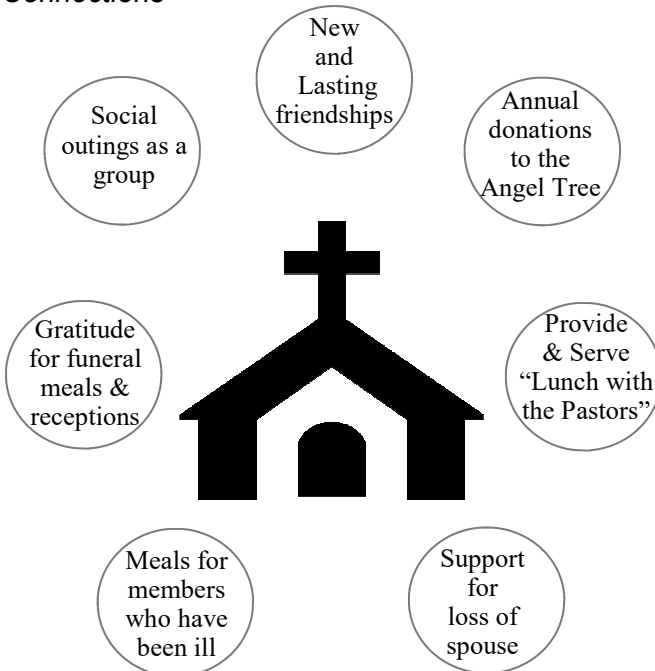 Connections
New
and
Lasting
friendships
Social
outings as a
group
Annual
donations
to the
Angel Tree
Gratitude
for funeral
meals &
receptions
Provide
& Serve
“Lunch with
the Pastors”
Meals for
members
who have
been ill
Support
for
loss of
spouse